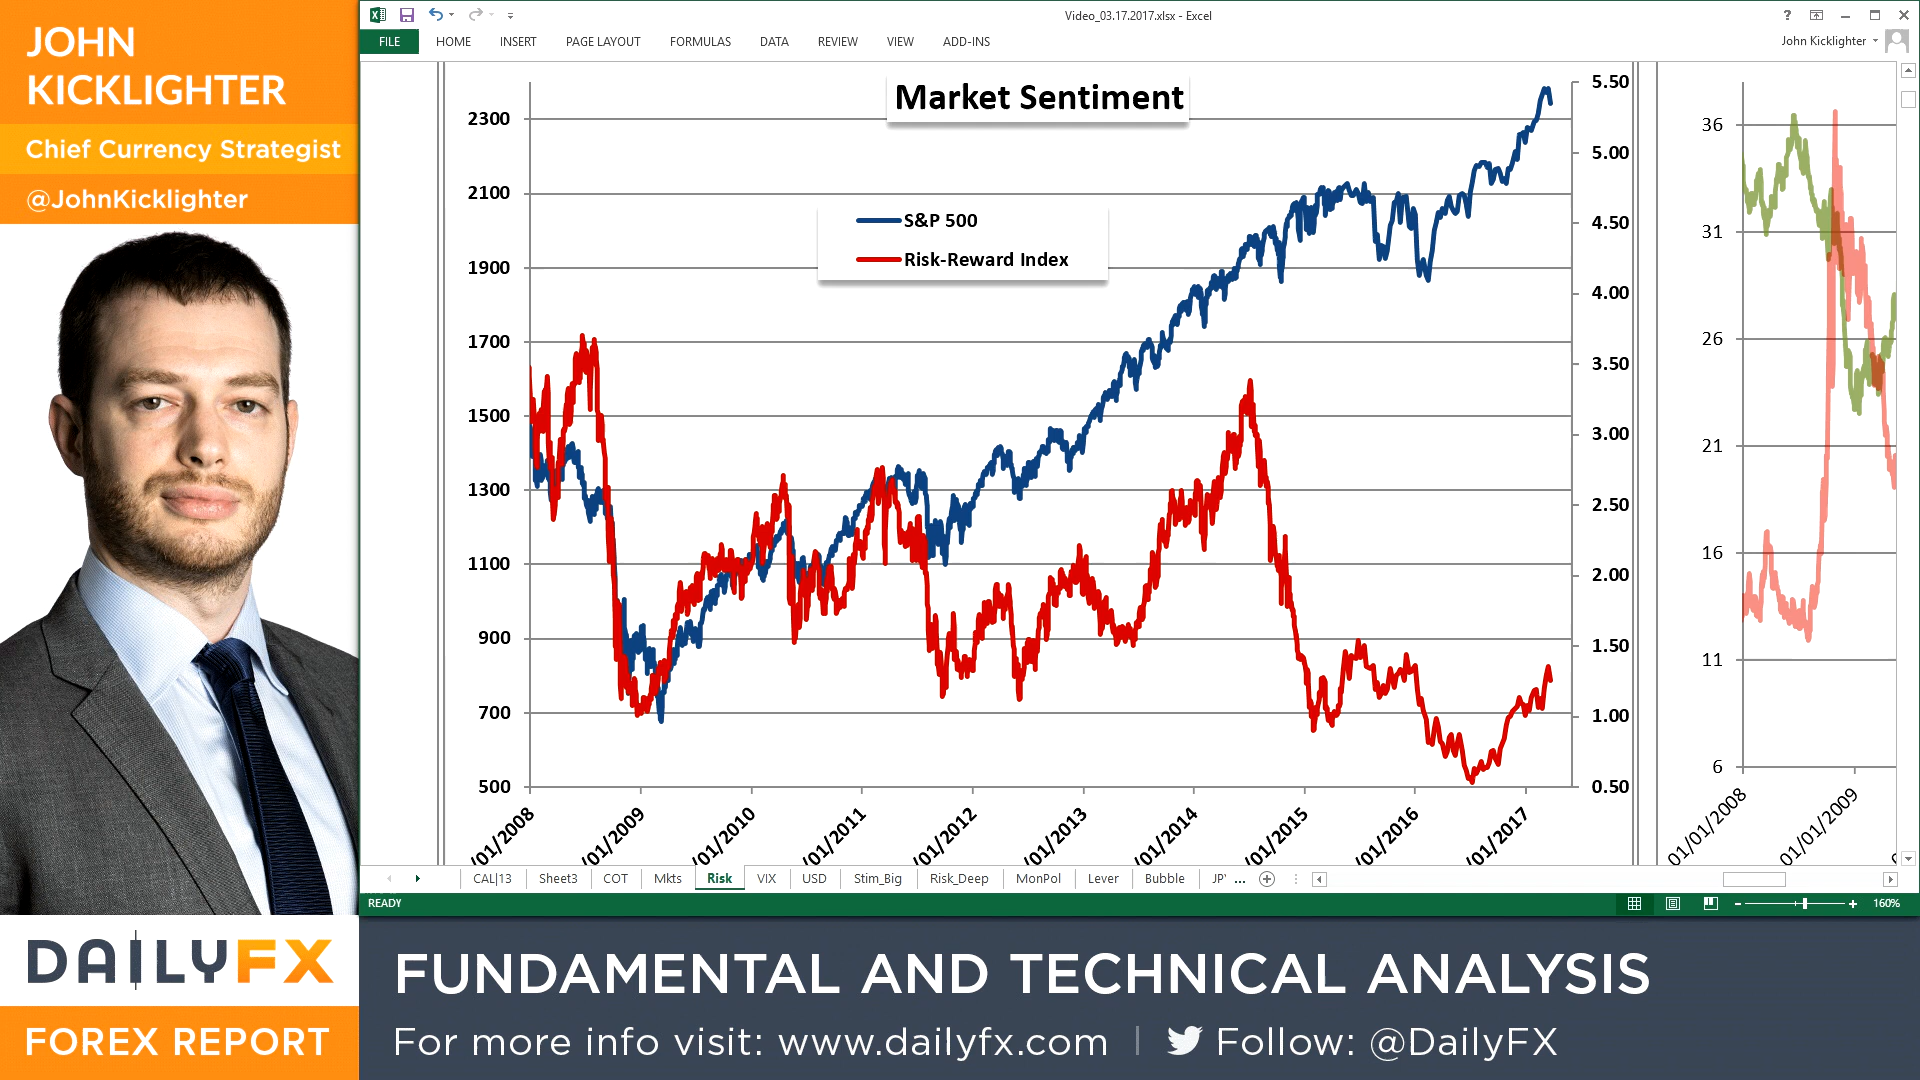 JOHN
KICKLIGHTER
Chief Currency Strategist
@JohnKicklighter
Video_03.17.2017.xlsx - Excel
?
FILE HOME INSERT PAGE LAYOUT FORMULAS DATA REVIEW VIEW ADD-INS
John Kicklighter
Market Sentiment
S&P 500
Risk-Reward Index
2300
2100
1900
1700
1500
1300
1100
900
700
500
5.50
5.00
4.50
4.00
3.50
3.00
2.50
2.00
1.50
1.00
0.50
/01/2008
/01/2009
/01/2010
/01/2011
/01/2012
/01/2013
/01/2014
/01/2015
/01/2016
/01/2017
36
31
26
21
16
11
6
01/01/2008
01/01/2009
CAL|13 Sheet3 COT Mkts Risk VIX USD Stim_Big Risk_Deep MonPol Lever Bubble JP' ...
READY
160%
DAILYFX
FOREX REPORT
FUNDAMENTAL AND TECHNICAL ANALYSIS
For more info visit: www.dailyfx.com | Follow: @DailyFX